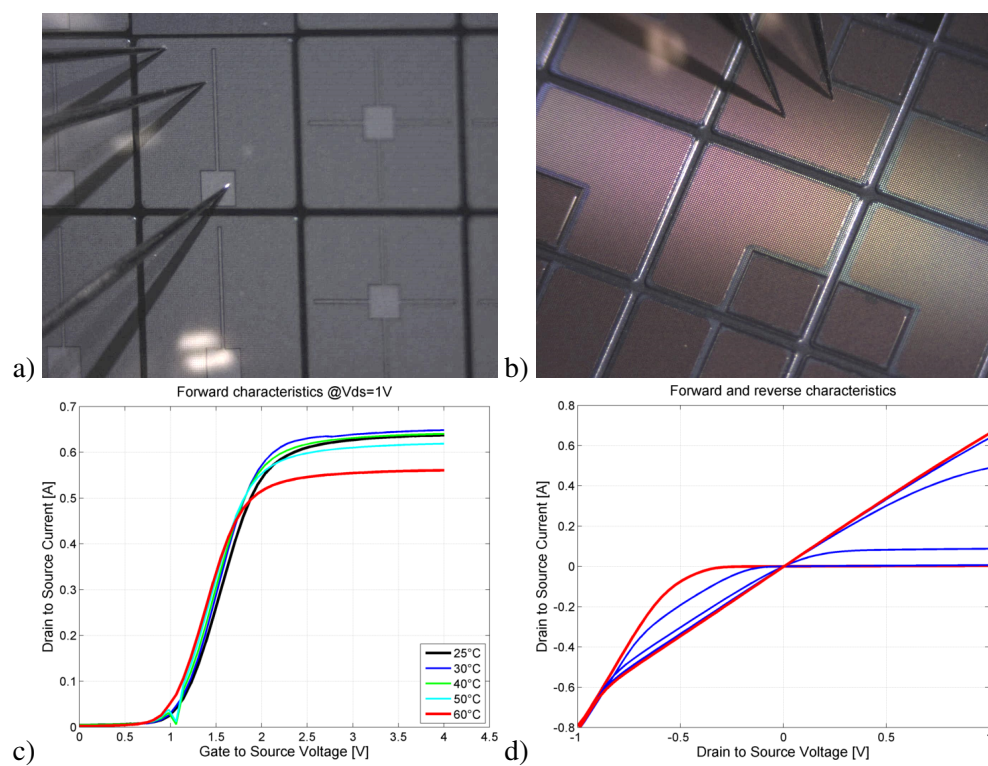 a)
b)
Forward characteristics @Vds=1V
0.7
0.6
0.5
0.4
0.3
0.2
0.1
0
Drain to Source Current [A]
0 0.5 1 1.5 2 2.5 3 3.5 4 4.5
Gate to Source Voltage [V]
25°C
30°C
40°C
50°C
60°C
c)
Forward and reverse characteristics
0.8
0.6
0.4
0.2
0
-0.2
-0.4
-0.6
-0.8
Drain to Source Current [A]
-1 -0.5 0 0.5 1
Drain to Source Voltage [V]
d)